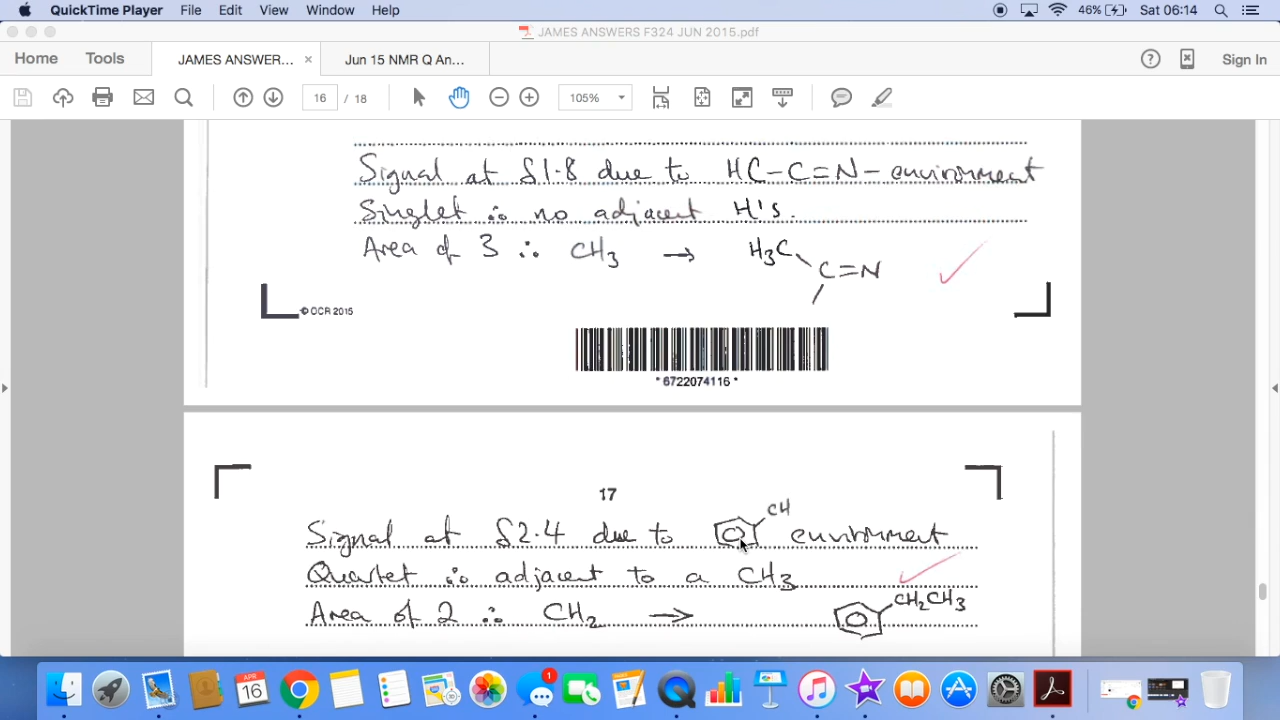 QuickTime Player File Edit View Window Help 46% Sat 06:14
JAMES ANSWERS F324 JUN 2015.pdf
Home Tools JAMES ANSWER... × Jun 15 NMR Q An... Sign In
16 / 18 105%
Signal at δ1.8 due to HC-C=N- environment
Singlet ∴ no adjacent H's.
Area of 3 ∴ CH₃ → H₃C
C=N
© OCR 2015
* 6722074116 *
17
CH
Signal at δ2.4 due to environment
Quartet ∴ adjacent to a CH₃
Area of 2 ∴ CH₂ → CH₂CH₃
APR
16
1